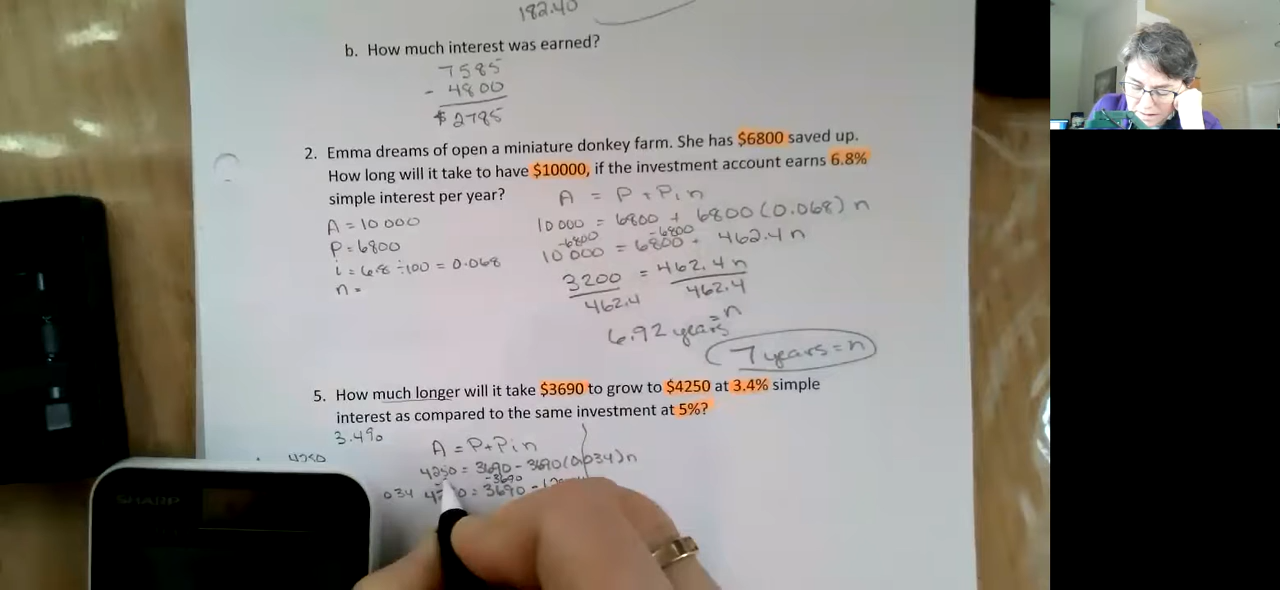 182.40
b. How much interest was earned?
7585
- 4800
$2785
2. Emma dreams of open a miniature donkey farm. She has $6800 saved up.
How long will it take to have $10000, if the investment account earns 6.8%
simple interest per year?
A = P + Pin
A = 10 000
10 000 = 6800 + 6800 (0.068) n
P = 6800
-6800 -6800
10 000 = 6800 + 462.4 n
i = 6.8 ÷ 100 = 0.068
n =
3200 = 462.4 n
462.4 462.4
6.92 years = n
7 years = n
5. How much longer will it take $3690 to grow to $4250 at 3.4% simple
interest as compared to the same investment at 5%?
3.4%
A = P + Pin
4250
4250 = 3690 - 3690 (0.034) n
-3690
034
= 3690
SHARP